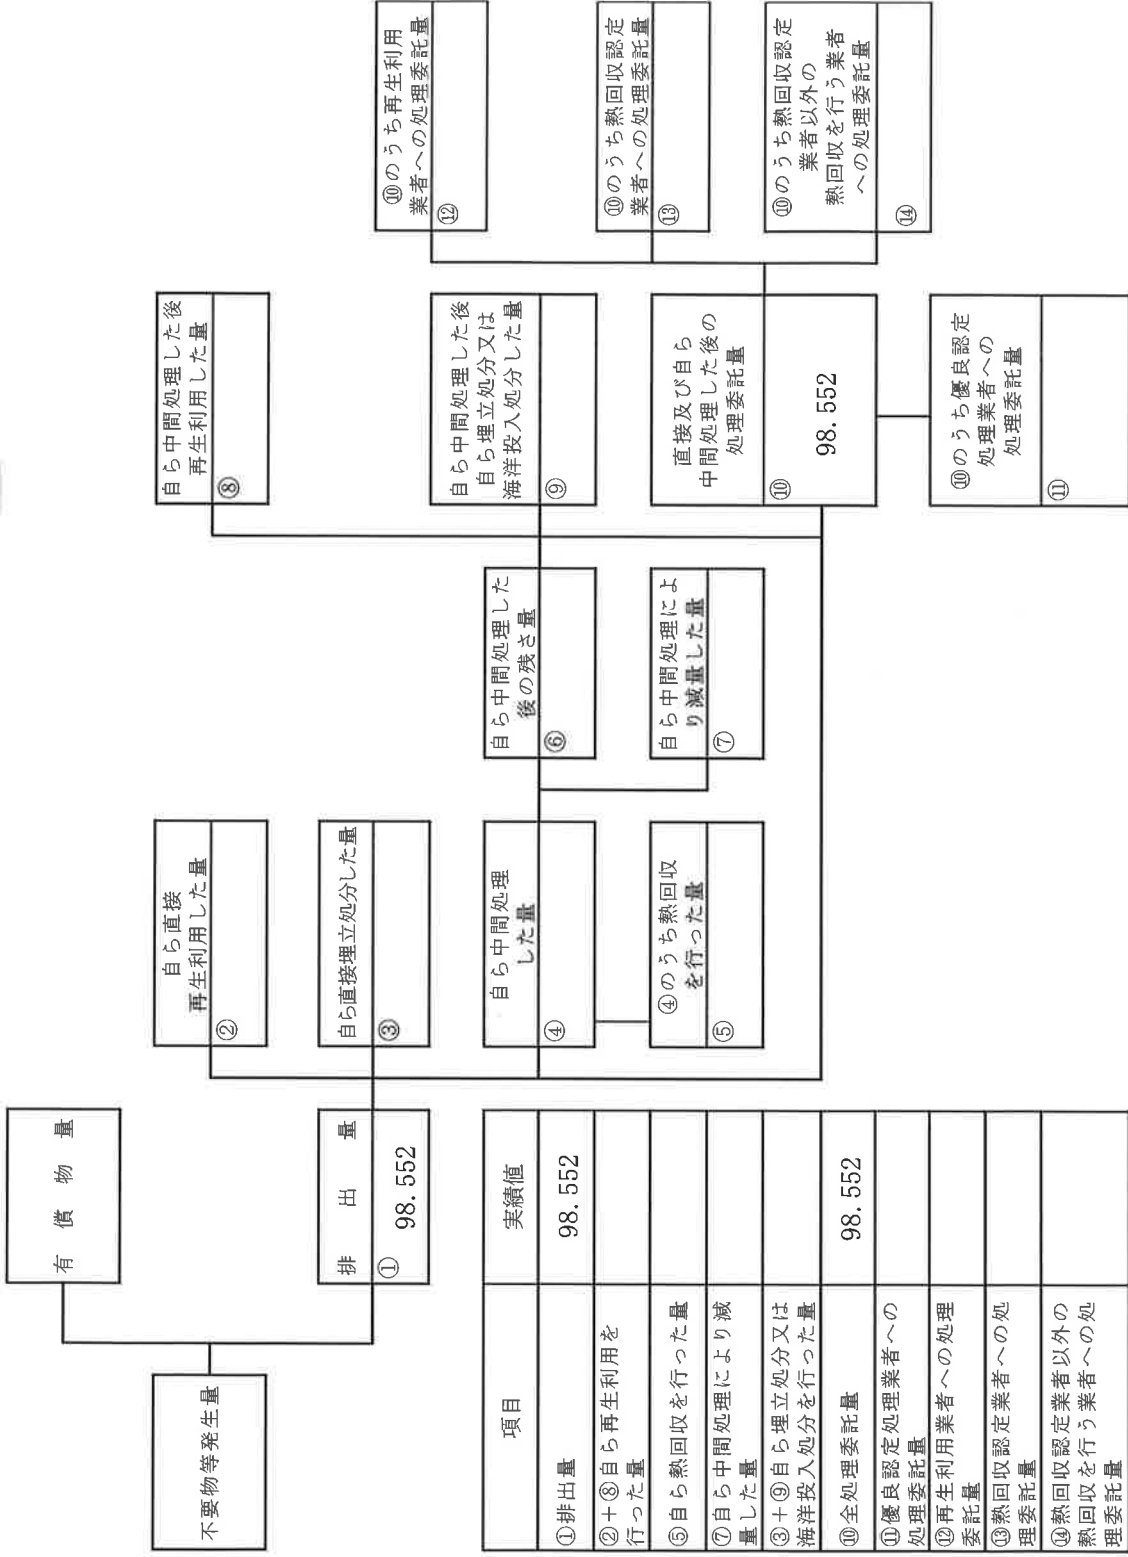 不要物等発生量
有償物量
排出量
① 98.552
自ら直接
再生利用した量
②
自ら直接埋立処分した量
③
自ら中間処理
した量
④
④のうち熱回収
を行った量
⑤
自ら中間処理した
後の残さ量
⑥
自ら中間処理によ
り減量した量
⑦
自ら中間処理した後
再生利用した量
⑧
自ら中間処理した後
自ら埋立処分又は
海洋投入処分した量
⑨
直接及び自ら
中間処理した後の
処理委託量
⑩ 98.552
⑩のうち優良認定
処理業者への
処理委託量
⑪
⑩のうち再生利用
業者への処理委託量
⑫
⑩のうち熱回収認定
業者への処理委託量
⑬
⑩のうち熱回収認定
業者以外の
熱回収を行う業者
への処理委託量
⑭
項目 実績値
①排出量 98.552
②+⑧自ら再生利用を
行った量
⑤自ら熱回収を行った量
⑦自ら中間処理により減
量した量
③+⑨自ら埋立処分又は
海洋投入処分を行った量
⑩全処理委託量 98.552
⑪優良認定処理業者への
処理委託量
⑫再生利用業者への処理
委託量
⑬熱回収認定業者への処
理委託量
⑭熱回収認定業者以外の
熱回収を行う業者への処
理委託量